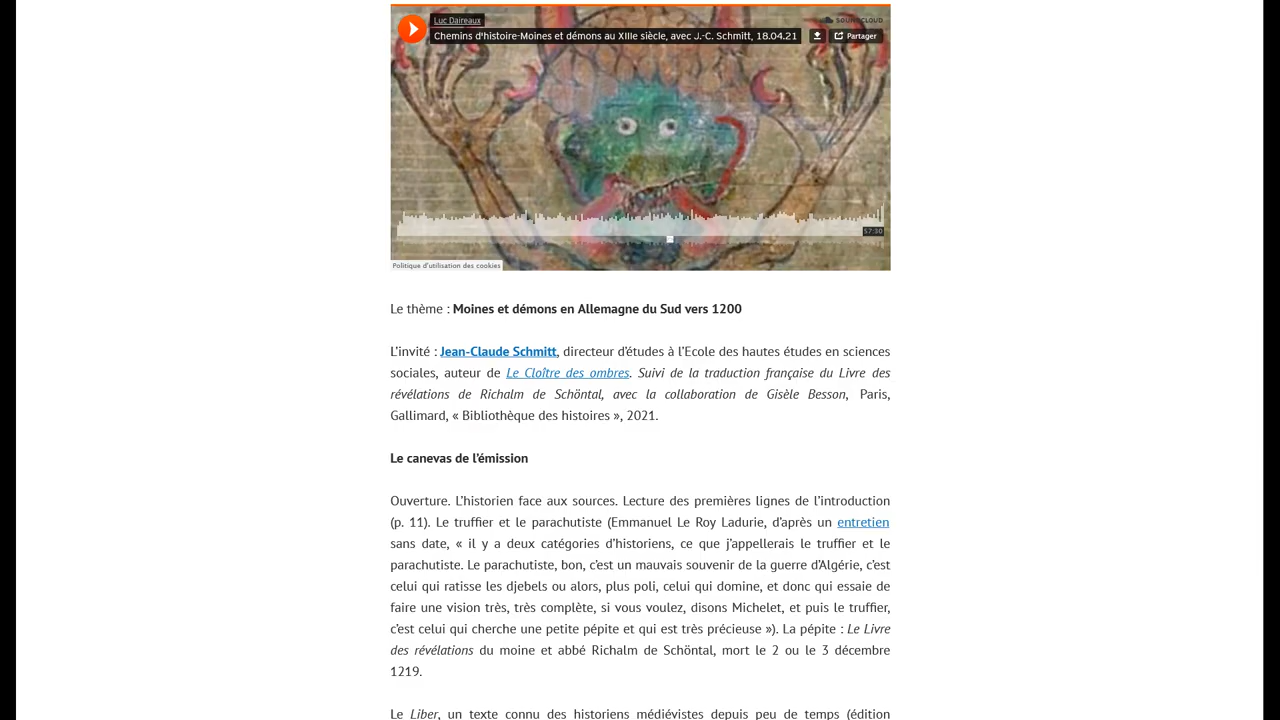 Luc Daireaux
SOUNDCLOUD
Chemins d'histoire-Moines et démons au XIIIe siècle, avec J.-C. Schmitt, 18.04.21
Partager
57:30
Politique d'utilisation des cookies
Le thème : Moines et démons en Allemagne du Sud vers 1200
L’invité : Jean-Claude Schmitt, directeur d’études à l’Ecole des hautes études en sciences
sociales, auteur de Le Cloître des ombres. Suivi de la traduction française du Livre des
révélations de Richalm de Schöntal, avec la collaboration de Gisèle Besson, Paris,
Gallimard, « Bibliothèque des histoires », 2021.
Le canevas de l’émission
Ouverture. L’historien face aux sources. Lecture des premières lignes de l’introduction
(p. 11). Le truffier et le parachutiste (Emmanuel Le Roy Ladurie, d’après un entretien
sans date, « il y a deux catégories d’historiens, ce que j’appellerais le truffier et le
parachutiste. Le parachutiste, bon, c’est un mauvais souvenir de la guerre d’Algérie, c’est
celui qui ratisse les djebels ou alors, plus poli, celui qui domine, et donc qui essaie de
faire une vision très, très complète, si vous voulez, disons Michelet, et puis le truffier,
c’est celui qui cherche une petite pépite et qui est très précieuse »). La pépite : Le Livre
des révélations du moine et abbé Richalm de Schöntal, mort le 2 ou le 3 décembre
1219.
Le Liber, un texte connu des historiens médiévistes depuis peu de temps (édition